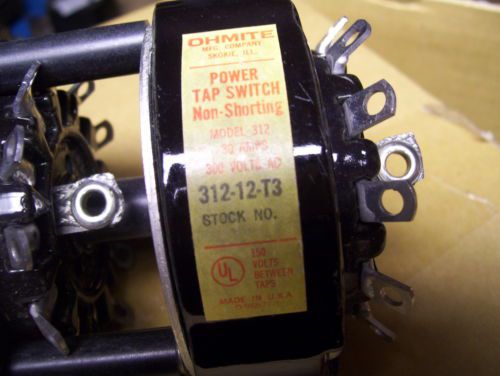 OHMITE
MFG. COMPANY
SKOKIE, ILL.
POWER
TAP SWITCH
Non-Shorting
MODEL 312
30 AMPS
300 VOLTS AC
312-12-T3
STOCK NO.
UL
150
VOLTS
BETWEEN
TAPS
MADE IN U.S.A.